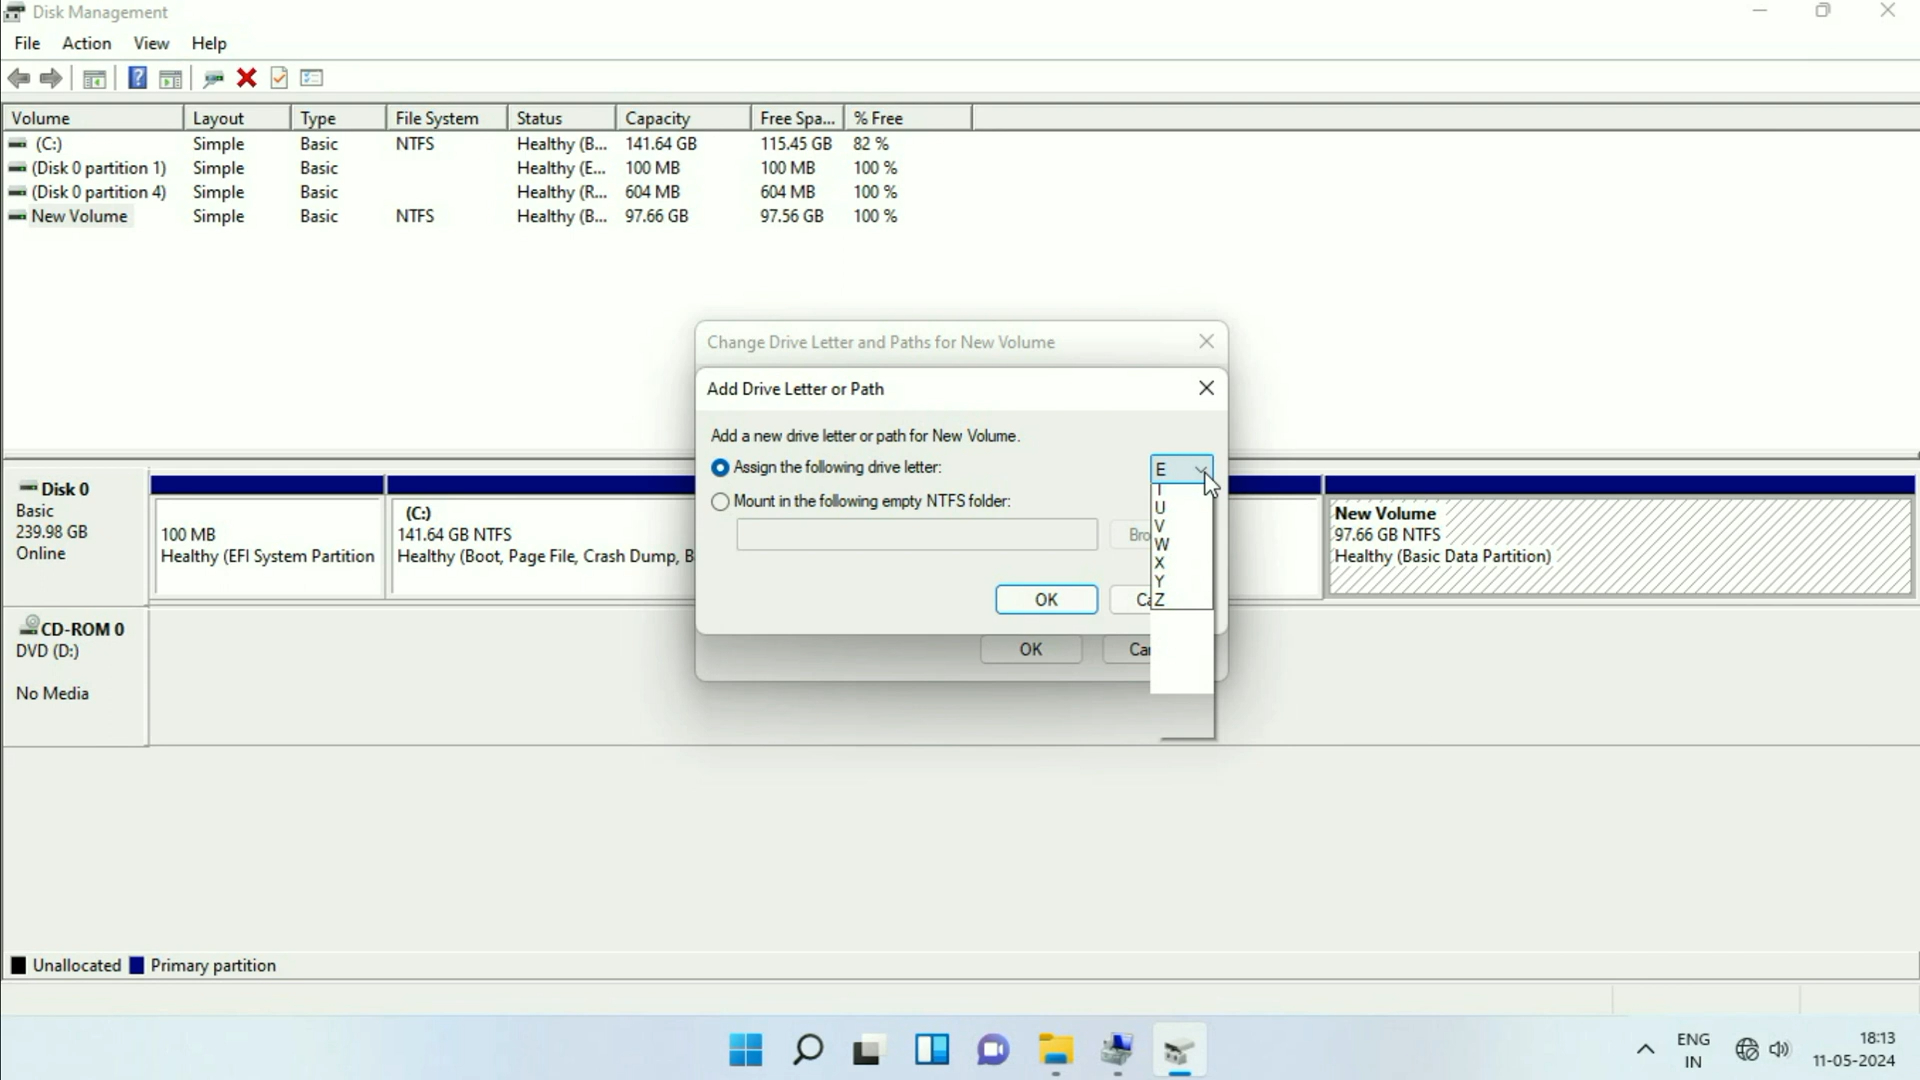 Disk Management
File Action View Help
Volume Layout Type File System Status Capacity Free Spa... % Free
(C:) Simple Basic NTFS Healthy (B... 141.64 GB 115.45 GB 82 %
(Disk 0 partition 1) Simple Basic Healthy (E... 100 MB 100 MB 100 %
(Disk 0 partition 4) Simple Basic Healthy (R... 604 MB 604 MB 100 %
New Volume Simple Basic NTFS Healthy (B... 97.66 GB 97.56 GB 100 %
Change Drive Letter and Paths for New Volume
Add Drive Letter or Path
Add a new drive letter or path for New Volume.
Assign the following drive letter:
E
Mount in the following empty NTFS folder:
Bro
U
V
W
X
Y
Z
OK
Ca
OK
Car
Disk 0
Basic
239.98 GB
Online
100 MB
Healthy (EFI System Partition
(C:)
141.64 GB NTFS
Healthy (Boot, Page File, Crash Dump, B
New Volume
97.66 GB NTFS
Healthy (Basic Data Partition)
CD-ROM 0
DVD (D:)
No Media
Unallocated Primary partition
ENG
IN
18:13
11-05-2024